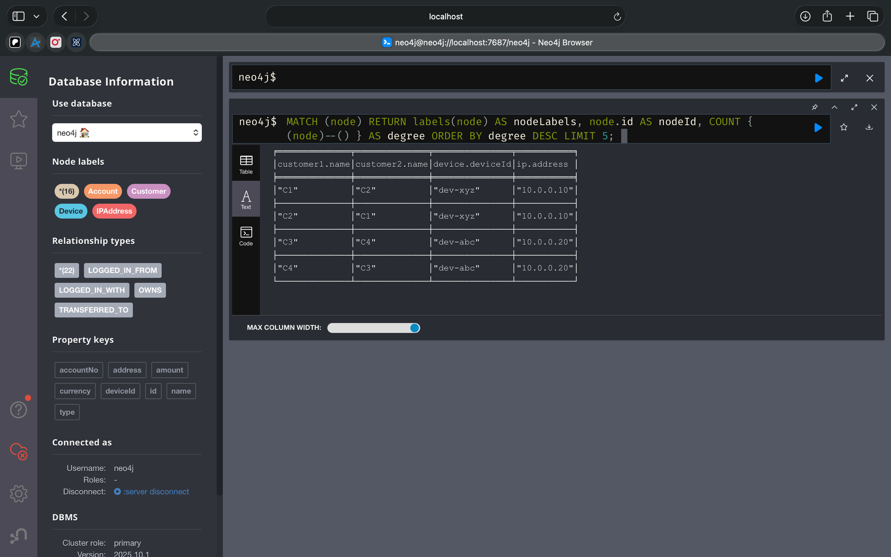 localhost
neo4j@neo4j://localhost:7687/neo4j - Neo4j Browser
Database Information
Use database
neo4j
Node labels
*(16) Account Customer
Device IPAddress
Relationship types
*(22) LOGGED_IN_FROM
LOGGED_IN_WITH OWNS
TRANSFERRED_TO
Property keys
accountNo address amount
currency deviceId id name
type
Connected as
Username: neo4j
Roles: -
Disconnect: :server disconnect
DBMS
Cluster role: primary
Version: 2025.10.1
neo4j$
neo4j$ MATCH (node) RETURN labels(node) AS nodeLabels, node.id AS nodeId, COUNT {
(node)--() } AS degree ORDER BY degree DESC LIMIT 5;
Table
Text
Code
customer1.name│customer2.name│device.deviceId│ip.address
"C1" │"C2" │"dev-xyz" │"10.0.0.10"
"C2" │"C1" │"dev-xyz" │"10.0.0.10"
"C3" │"C4" │"dev-abc" │"10.0.0.20"
"C4" │"C3" │"dev-abc" │"10.0.0.20"
MAX COLUMN WIDTH: